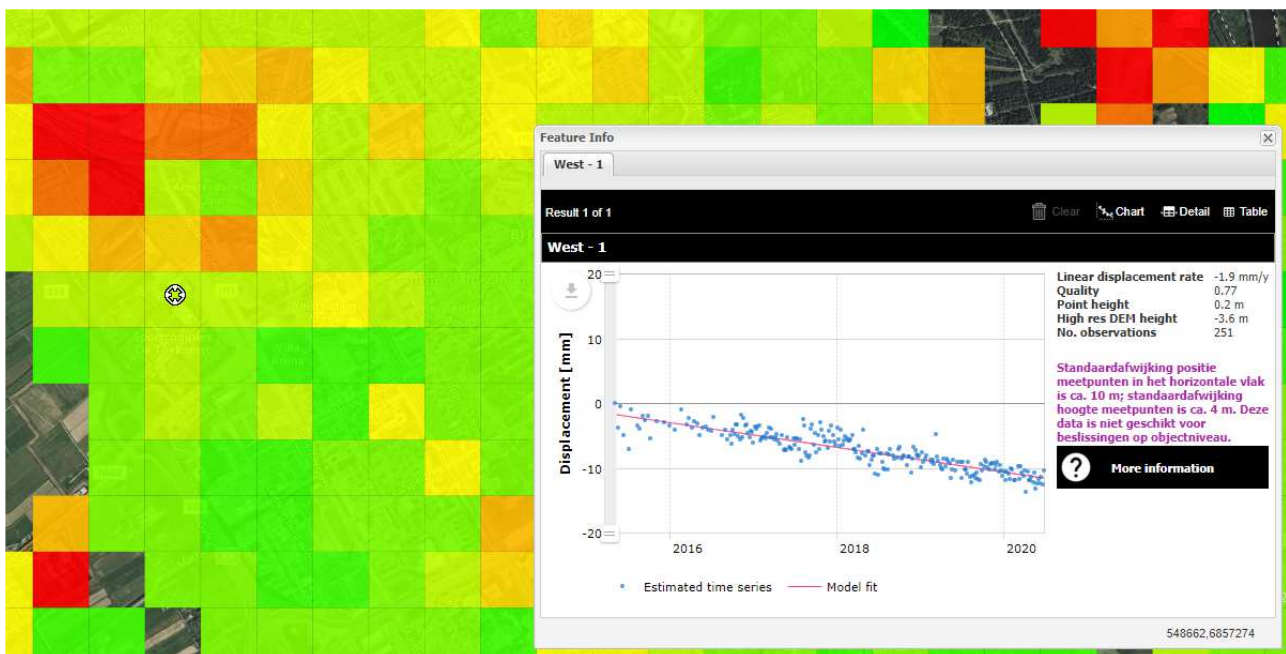 Feature Info
West - 1
Result 1 of 1
Clear
Chart
Detail
Table
West - 1
20
10
0
-10
-20
Displacement [mm]
2016
2018
2020
Estimated time series
Model fit
Linear displacement rate -1.9 mm/y
Quality 0.77
Point height 0.2 m
High res DEM height -3.6 m
No. observations 251
Standaardafwijking positie
meetpunten in het horizontale vlak
is ca. 10 m; standaardafwijking
hoogte meetpunten is ca. 4 m. Deze
data is niet geschikt voor
beslissingen op objectniveau.
? More information
548662,6857274